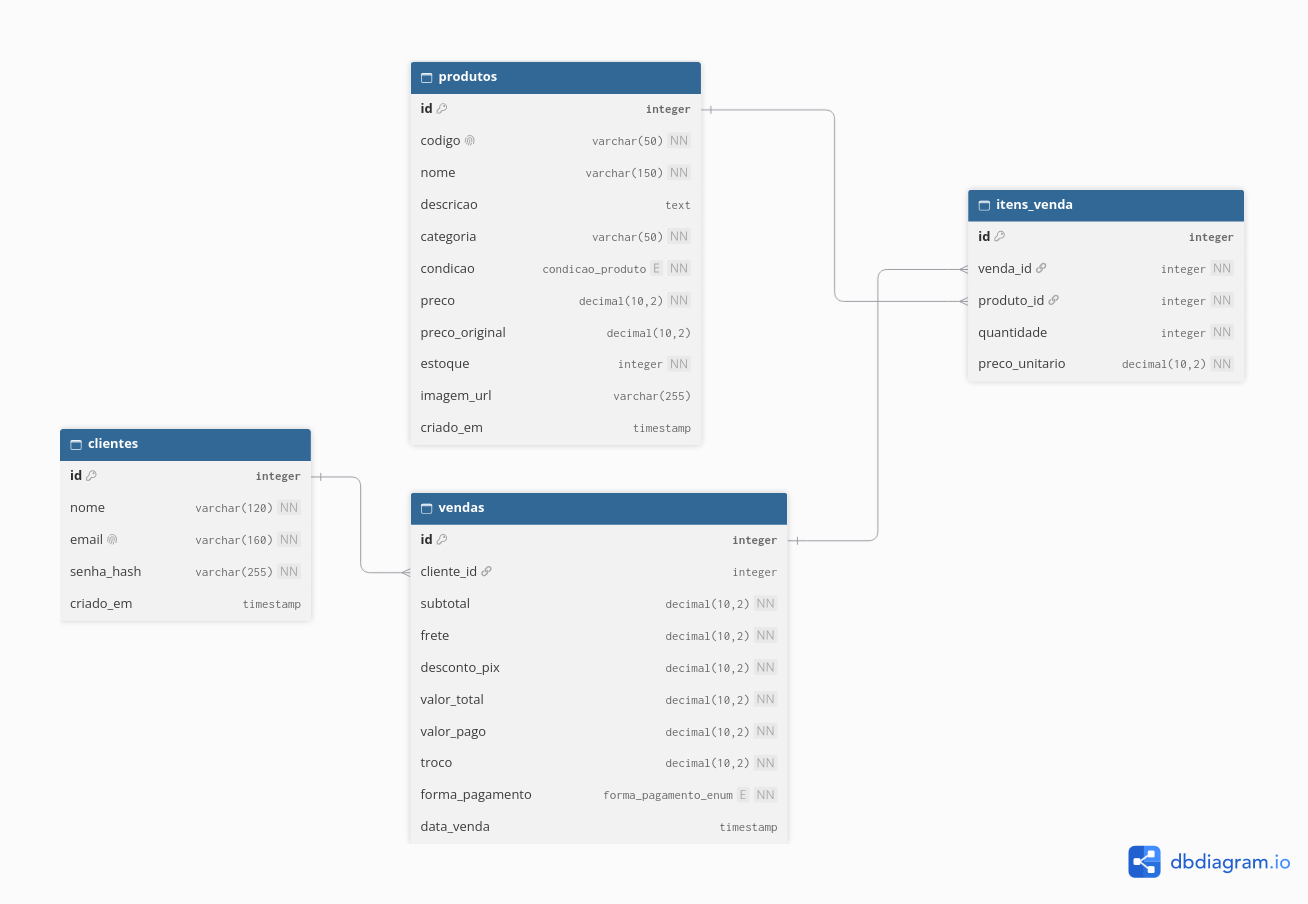 produtos
id integer
codigo varchar(50) NN
nome varchar(150) NN
descricao text
categoria varchar(50) NN
condicao condicao_produto E NN
preco decimal(10,2) NN
preco_original decimal(10,2)
estoque integer NN
imagem_url varchar(255)
criado_em timestamp
itens_venda
id integer
venda_id integer NN
produto_id integer NN
quantidade integer NN
preco_unitario decimal(10,2) NN
clientes
id integer
nome varchar(120) NN
email varchar(160) NN
senha_hash varchar(255) NN
criado_em timestamp
vendas
id integer
cliente_id integer
subtotal decimal(10,2) NN
frete decimal(10,2) NN
desconto_pix decimal(10,2) NN
valor_total decimal(10,2) NN
valor_pago decimal(10,2) NN
troco decimal(10,2) NN
forma_pagamento forma_pagamento_enum E NN
data_venda timestamp
dbdiagram.io